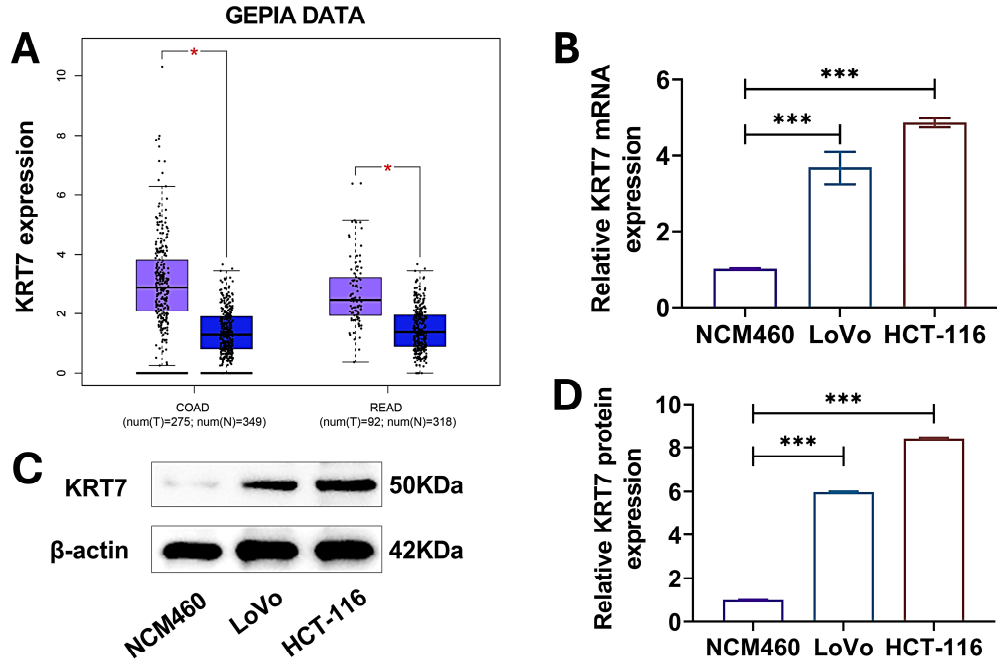 GEPIA DATA
A
KRT7 expression
0
2
4
6
8
10
*
*
COAD
(num(T)=275; num(N)=349)
READ
(num(T)=92; num(N)=318)
B
Relative KRT7 mRNA
expression
6
4
2
0
***
***
NCM460 LoVo HCT-116
C
KRT7
50KDa
β-actin
42KDa
NCM460
LoVo
HCT-116
D
Relative KRT7 protein
expression
10
8
6
4
2
0
***
***
NCM460 LoVo HCT-116